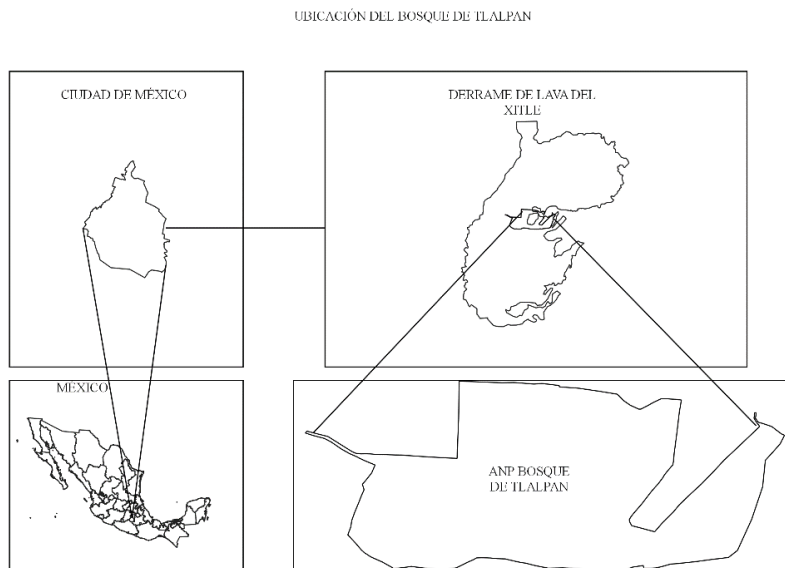 UBICACIÓN DEL BOSQUE DE TLALPAN
CIUDAD DE MÉXICO
DERRAME DE LAVA DEL
XITLE
MÉXICO
ANP BOSQUE
DE TLALPAN